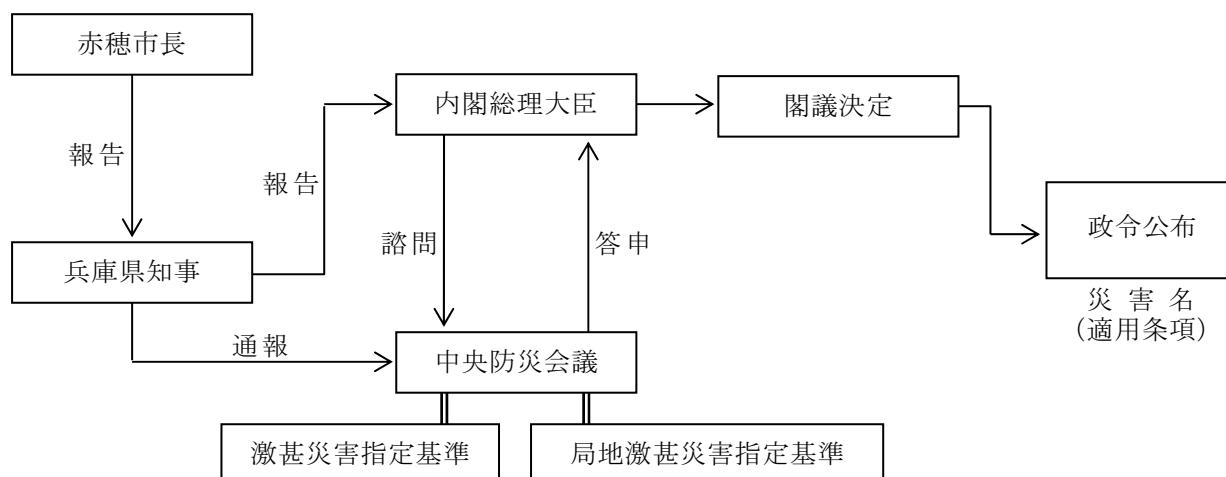 赤穂市長
内閣総理大臣
閣議決定
報告
報告
政令公布
諮問
答申
兵庫県知事
災害名
(適用条項)
通報
中央防災会議
激甚災害指定基準
局地激甚災害指定基準